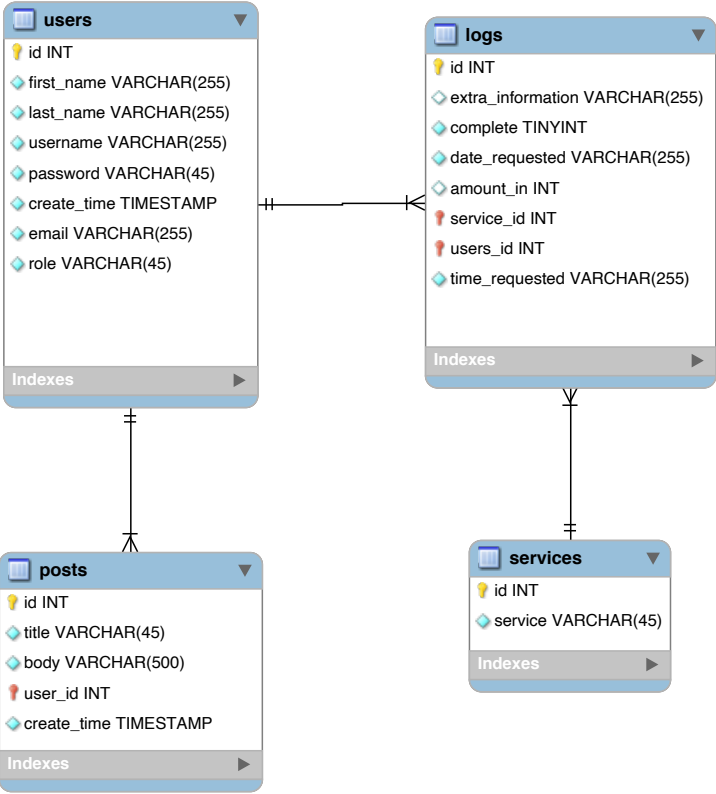 users
id INT
first_name VARCHAR(255)
last_name VARCHAR(255)
username VARCHAR(255)
password VARCHAR(45)
create_time TIMESTAMP
email VARCHAR(255)
role VARCHAR(45)
Indexes
logs
id INT
extra_information VARCHAR(255)
complete TINYINT
date_requested VARCHAR(255)
amount_in INT
service_id INT
users_id INT
time_requested VARCHAR(255)
Indexes
posts
id INT
title VARCHAR(45)
body VARCHAR(500)
user_id INT
create_time TIMESTAMP
Indexes
services
id INT
service VARCHAR(45)
Indexes